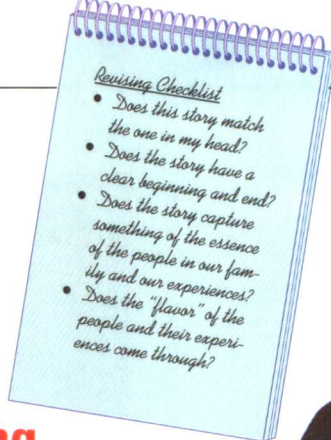 Revising Checklist
• Does this story match
the one in my head?
• Does the story have a
clear beginning and end?
• Does the story capture
something of the essence
of the people in our fam-
ily and our experiences?
• Does the "flavor" of the
people and their experi-
ences come through?